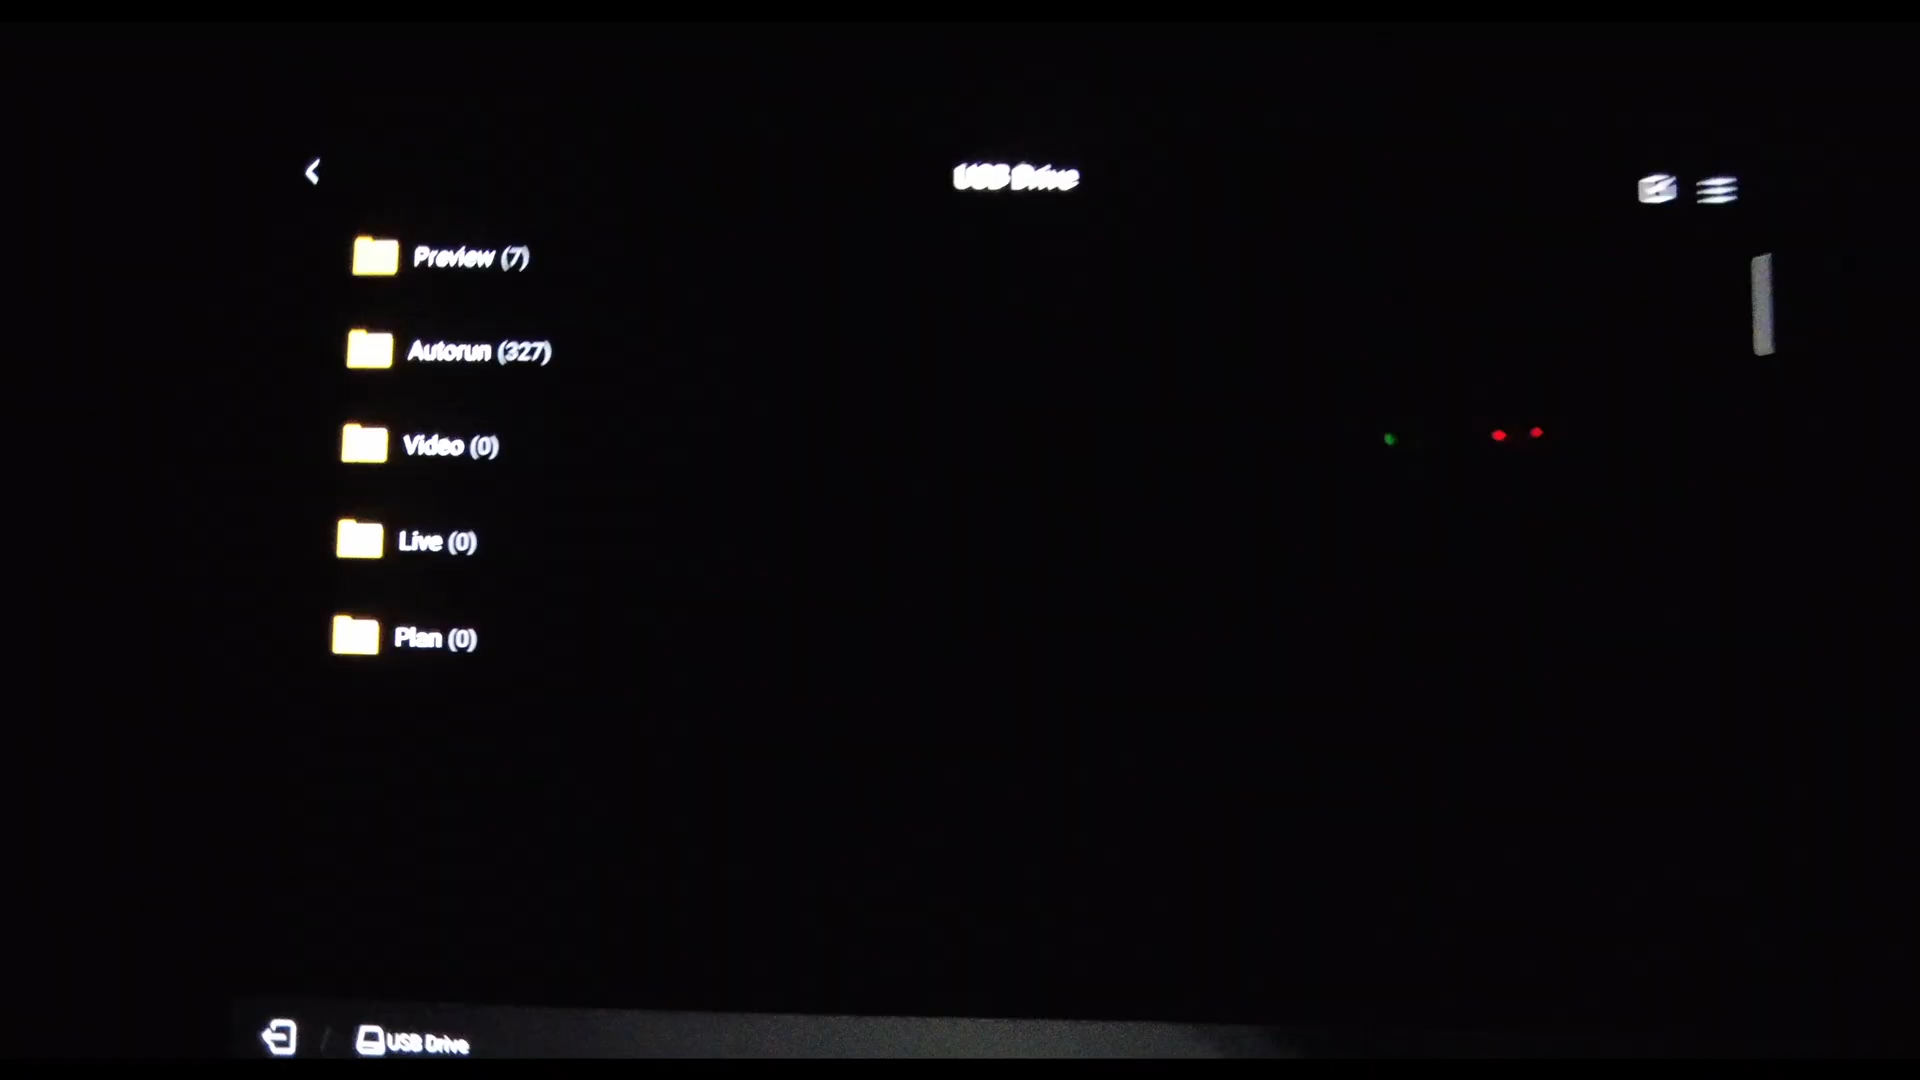 USB Drive
Preview (7)
Autorun (327)
Video (0)
Live (0)
Plan (0)
/ USB Drive